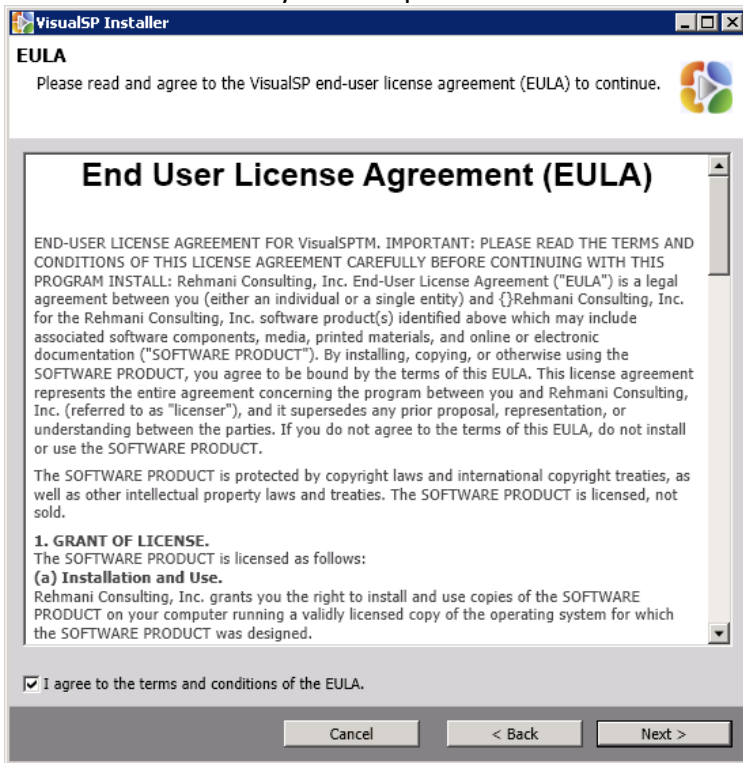 VisualSP Installer
EULA
Please read and agree to the VisualSP end-user license agreement (EULA) to continue.
End User License Agreement (EULA)
END-USER LICENSE AGREEMENT FOR VisualSPTM. IMPORTANT: PLEASE READ THE TERMS AND
CONDITIONS OF THIS LICENSE AGREEMENT CAREFULLY BEFORE CONTINUING WITH THIS
PROGRAM INSTALL: Rehmani Consulting, Inc. End-User License Agreement ("EULA") is a legal
agreement between you (either an individual or a single entity) and {}Rehmani Consulting, Inc.
for the Rehmani Consulting, Inc. software product(s) identified above which may include
associated software components, media, printed materials, and online or electronic
documentation ("SOFTWARE PRODUCT"). By installing, copying, or otherwise using the
SOFTWARE PRODUCT, you agree to be bound by the terms of this EULA. This license agreement
represents the entire agreement concerning the program between you and Rehmani Consulting,
Inc. (referred to as "licenser"), and it supersedes any prior proposal, representation, or
understanding between the parties. If you do not agree to the terms of this EULA, do not install
or use the SOFTWARE PRODUCT.
The SOFTWARE PRODUCT is protected by copyright laws and international copyright treaties, as
well as other intellectual property laws and treaties. The SOFTWARE PRODUCT is licensed, not
sold.
1. GRANT OF LICENSE.
The SOFTWARE PRODUCT is licensed as follows:
(a) Installation and Use.
Rehmani Consulting, Inc. grants you the right to install and use copies of the SOFTWARE
PRODUCT on your computer running a validly licensed copy of the operating system for which
the SOFTWARE PRODUCT was designed.
I agree to the terms and conditions of the EULA.
Cancel
< Back
Next >